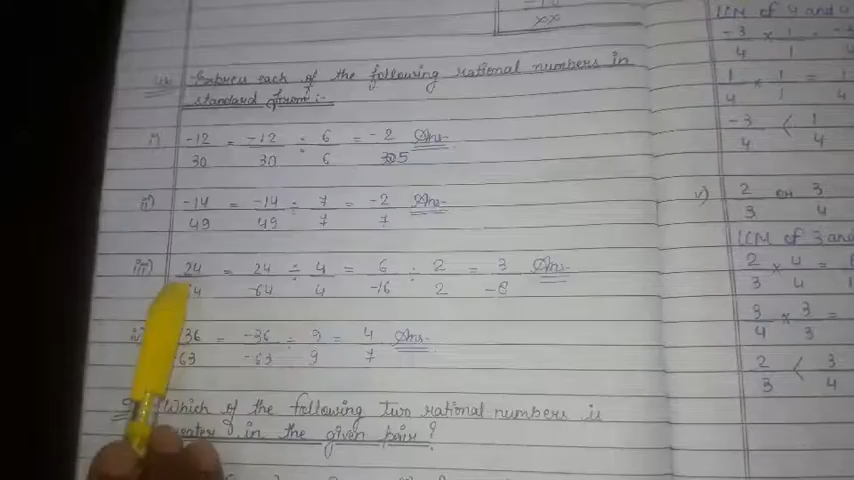 Express each of the following rational numbers in
standard form :-
i) -12/30 = -12/30 ÷ 6/6 = -2/5 Ans
ii) -14/49 = -14/49 ÷ 7/7 = -2/7 Ans
iii) 24 = 24/-64 ÷ 4/4 = 6/-16 ÷ 2/2 = 3/-8 Ans
iv) 36/-63 = -36/-63 ÷ 9/9 = 4/7 Ans
Which of the following two rational numbers is
in the given pair ?
xx
LCM of 4 and 4
-3/4 × 1/1 =
1/4 × 1/1 = 1/4
-3/4 < 1/4
v) 2/3 or 3/4
LCM of 3 and
2/3 × 4/4 =
3/4 × 3/3 =
2/3 < 3/4